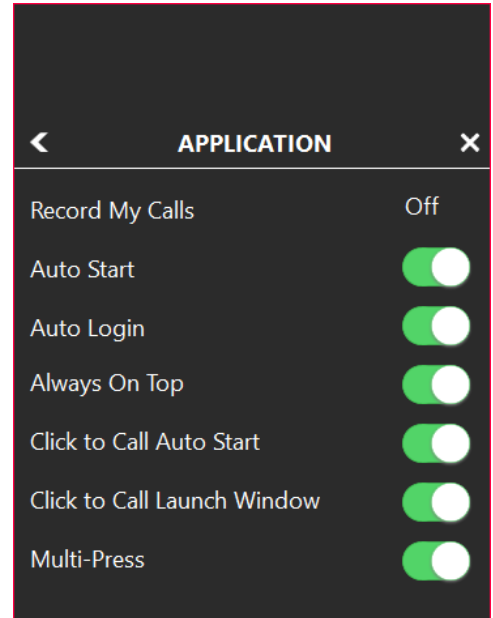 APPLICATION
Record My Calls Off
Auto Start
Auto Login
Always On Top
Click to Call Auto Start
Click to Call Launch Window
Multi-Press